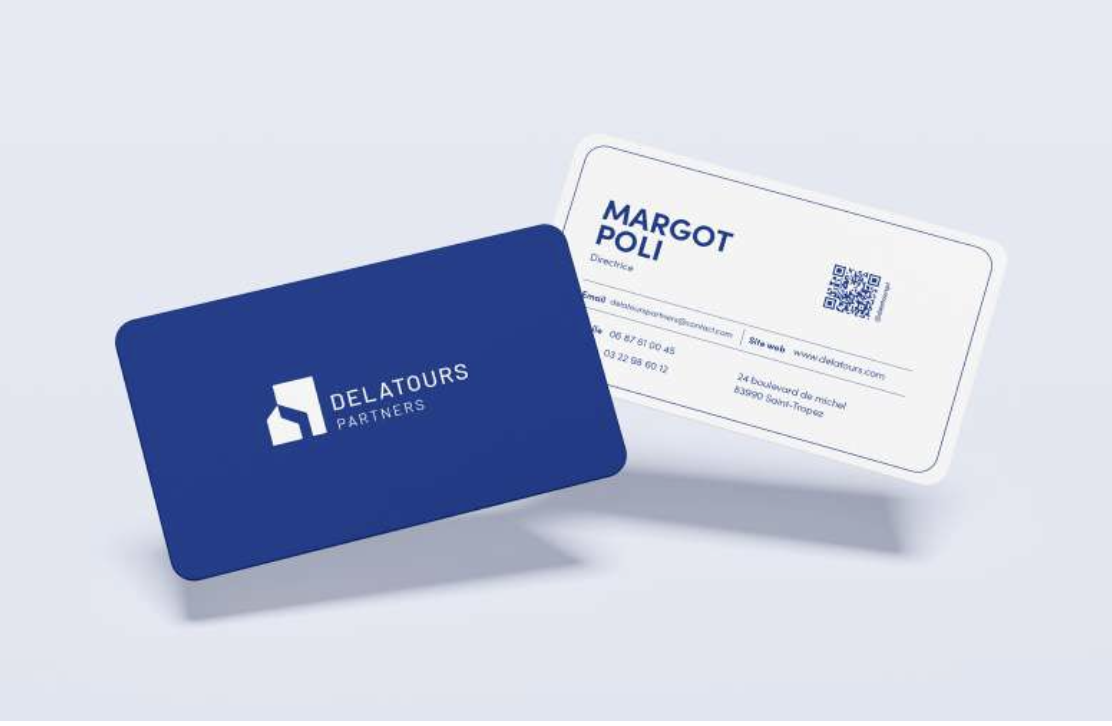 DELATOURS
PARTNERS
MARGOT
POLI
Directrice
Email delatourspartners@contact.com
Site web www.delatours.com
06 87 61 00 45
03 22 98 60 12
24 boulevard de michel
83990 Saint-Tropez